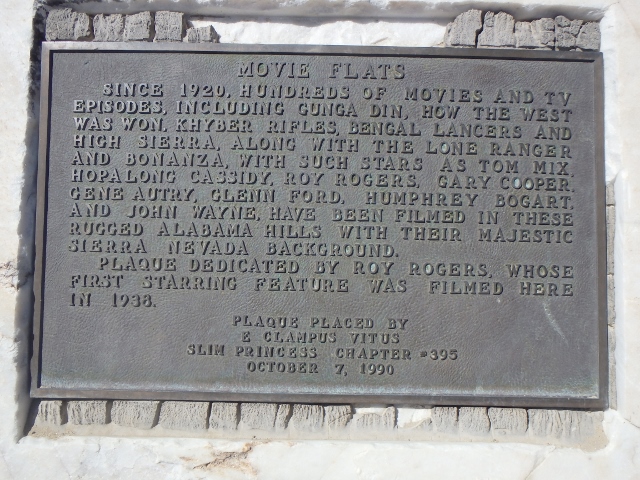 MOVIE FLATS
SINCE 1920, HUNDREDS OF MOVIES AND TV
EPISODES, INCLUDING GUNGA DIN, HOW THE WEST
WAS WON, KHYBER RIFLES, BENGAL LANCERS AND
HIGH SIERRA, ALONG WITH THE LONE RANGER
AND BONANZA, WITH SUCH STARS AS TOM MIX,
HOPALONG CASSIDY, ROY ROGERS, GARY COOPER,
GENE AUTRY, GLENN FORD, HUMPHREY BOGART,
AND JOHN WAYNE, HAVE BEEN FILMED IN THESE
RUGGED ALABAMA HILLS WITH THEIR MAJESTIC
SIERRA NEVADA BACKGROUND.
PLAQUE DEDICATED BY ROY ROGERS, WHOSE
FIRST STARRING FEATURE WAS FILMED HERE
IN 1938.
PLAQUE PLACED BY
E CLAMPUS VITUS
SLIM PRINCESS CHAPTER #395
OCTOBER 7, 1990